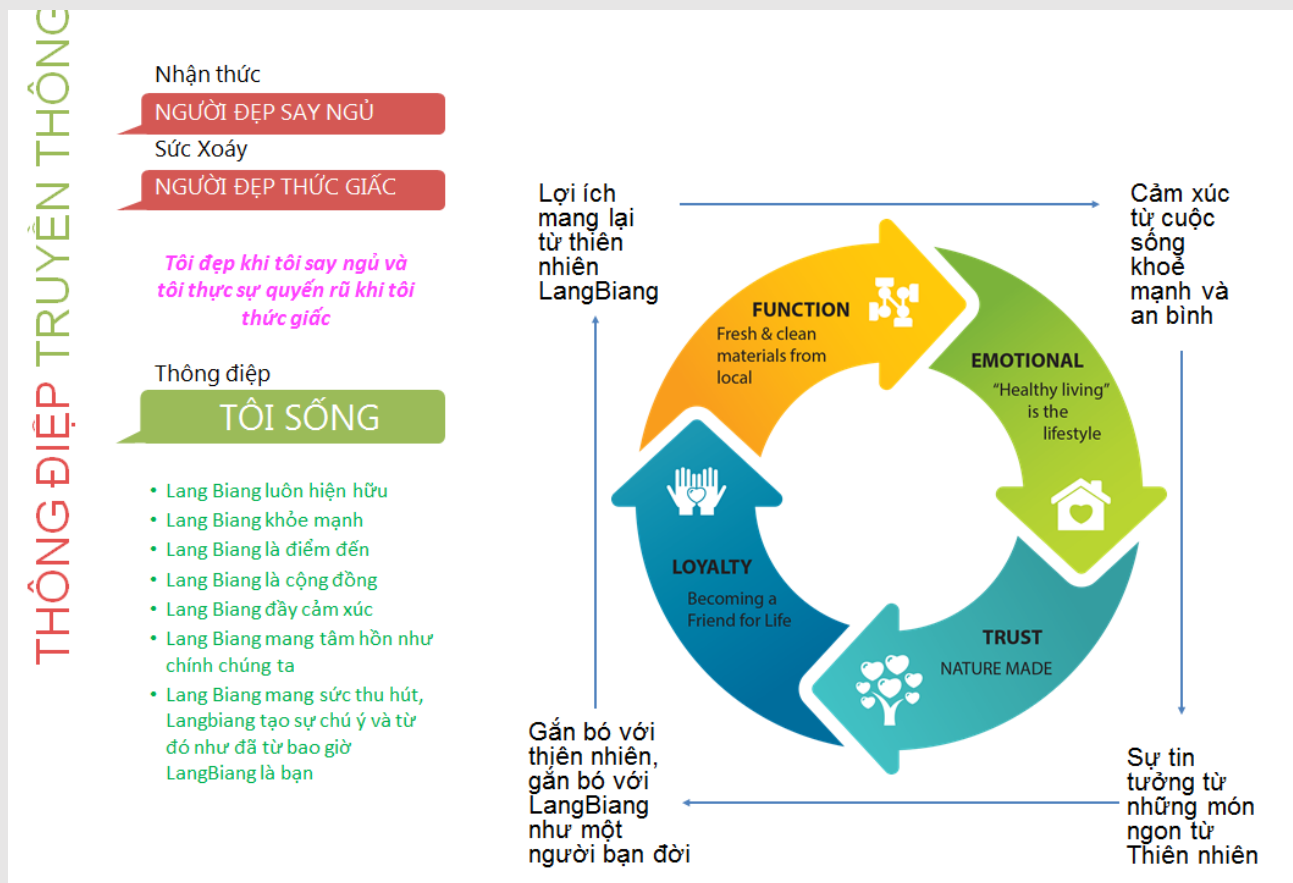 THÔNG ĐIỆP TRUYỀN THÔNG
Nhận thức
NGƯỜI ĐẸP SAY NGỦ
Sức Xoáy
NGƯỜI ĐẸP THỨC GIẤC
Tôi đẹp khi tôi say ngủ và
tôi thực sự quyến rũ khi tôi
thức giấc
Thông điệp
TÔI SỐNG
• Lang Biang luôn hiện hữu
• Lang Biang khỏe mạnh
• Lang Biang là điểm đến
• Lang Biang là cộng đồng
• Lang Biang đầy cảm xúc
• Lang Biang mang tâm hồn như
chính chúng ta
• Lang Biang mang sức thu hút,
Langbiang tạo sự chú ý và từ
đó như đã từ bao giờ
LangBiang là bạn
Lợi ích
mang lại
từ thiên
nhiên
LangBiang
Cảm xúc
từ cuộc
sống
khoẻ
mạnh và
an bình
FUNCTION
Fresh & clean
materials from
local
EMOTIONAL
“Healthy living”
is the
lifestyle
TRUST
NATURE MADE
LOYALTY
Becoming a
Friend for Life
Gắn bó với
thiên nhiên,
gắn bó với
LangBiang
như một
người bạn đời
Sự tin
tưởng từ
những món
ngon từ
Thiên nhiên